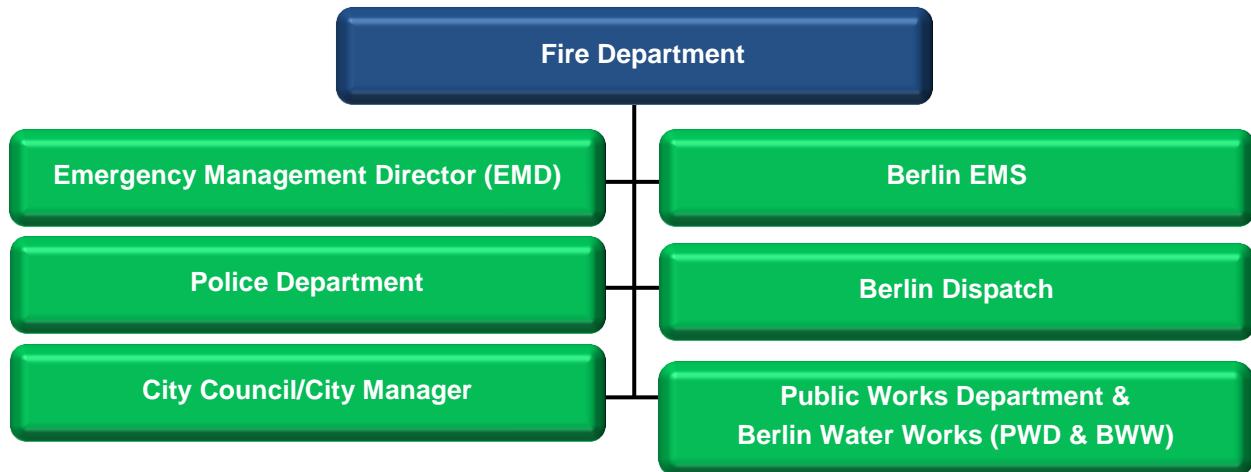 Fire Department
Emergency Management Director (EMD)
Berlin EMS
Police Department
Berlin Dispatch
City Council/City Manager
Public Works Department &
Berlin Water Works (PWD & BWW)